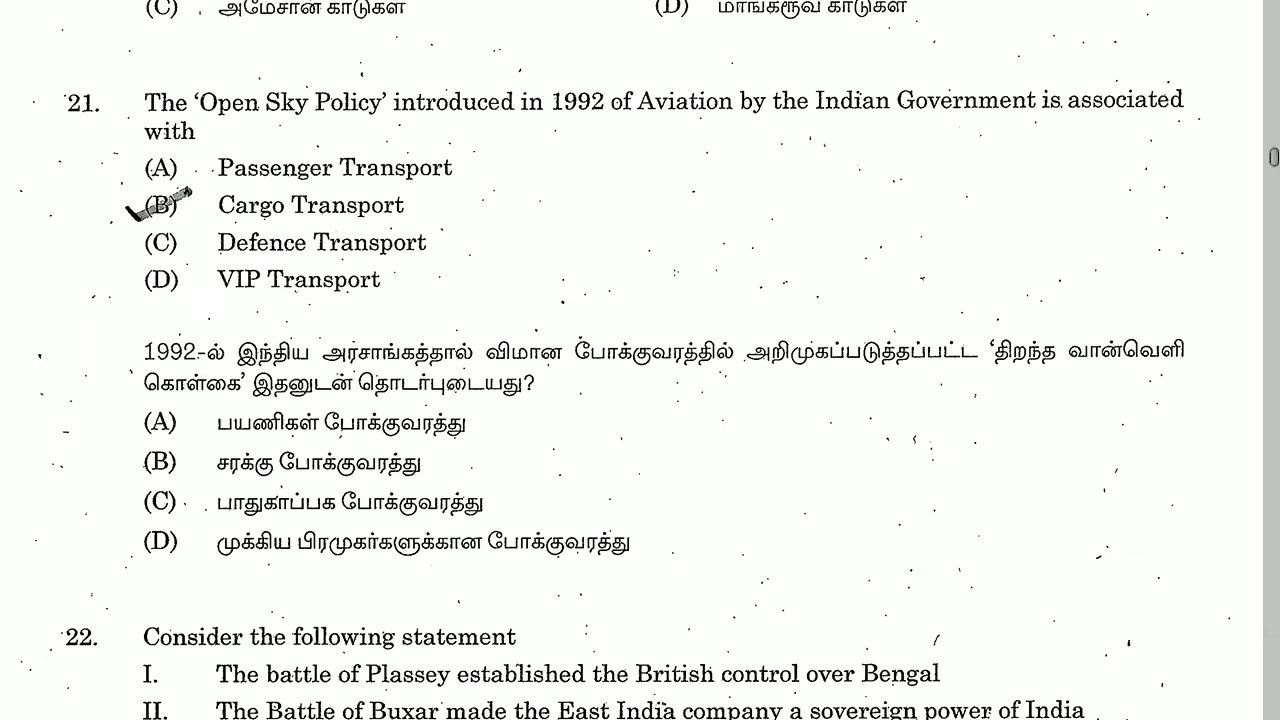 (C) அமேசான் காடுகள் (D) மாங்குரூவ் காடுகள்
21. The ‘Open Sky Policy’ introduced in 1992 of Aviation by the Indian Government is associated
with
(A) Passenger Transport
(B) Cargo Transport
(C) Defence Transport
(D) VIP Transport
1992-ல் இந்திய அரசாங்கத்தால் விமான போக்குவரத்தில் அறிமுகப்படுத்தப்பட்ட ‘திறந்த வான்வெளி
கொள்கை’ இதனுடன் தொடர்புடையது?
(A) பயணிகள் போக்குவரத்து
(B) சரக்கு போக்குவரத்து
(C) பாதுகாப்பக போக்குவரத்து
(D) முக்கிய பிரமுகர்களுக்கான போக்குவரத்து
22. Consider the following statement
I. The battle of Plassey established the British control over Bengal
II. The Battle of Buxar made the East India company a sovereign power of India